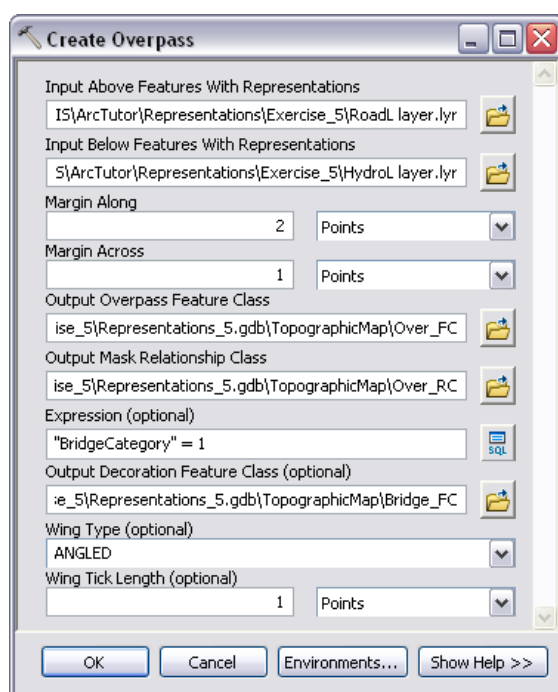 Create Overpass
Input Above Features With Representations
IS\ArcTutor\Representations\Exercise_5\RoadL layer.lyr
Input Below Features With Representations
S\ArcTutor\Representations\Exercise_5\HydroL layer.lyr
Margin Along
2 Points
Margin Across
1 Points
Output Overpass Feature Class
ise_5\Representations_5.gdb\TopographicMap\Over_FC
Output Mask Relationship Class
ise_5\Representations_5.gdb\TopographicMap\Over_RC
Expression (optional)
"BridgeCategory" = 1
SQL
Output Decoration Feature Class (optional)
se_5\Representations_5.gdb\TopographicMap\Bridge_FC
Wing Type (optional)
ANGLED
Wing Tick Length (optional)
1 Points
OK Cancel Environments... Show Help >>